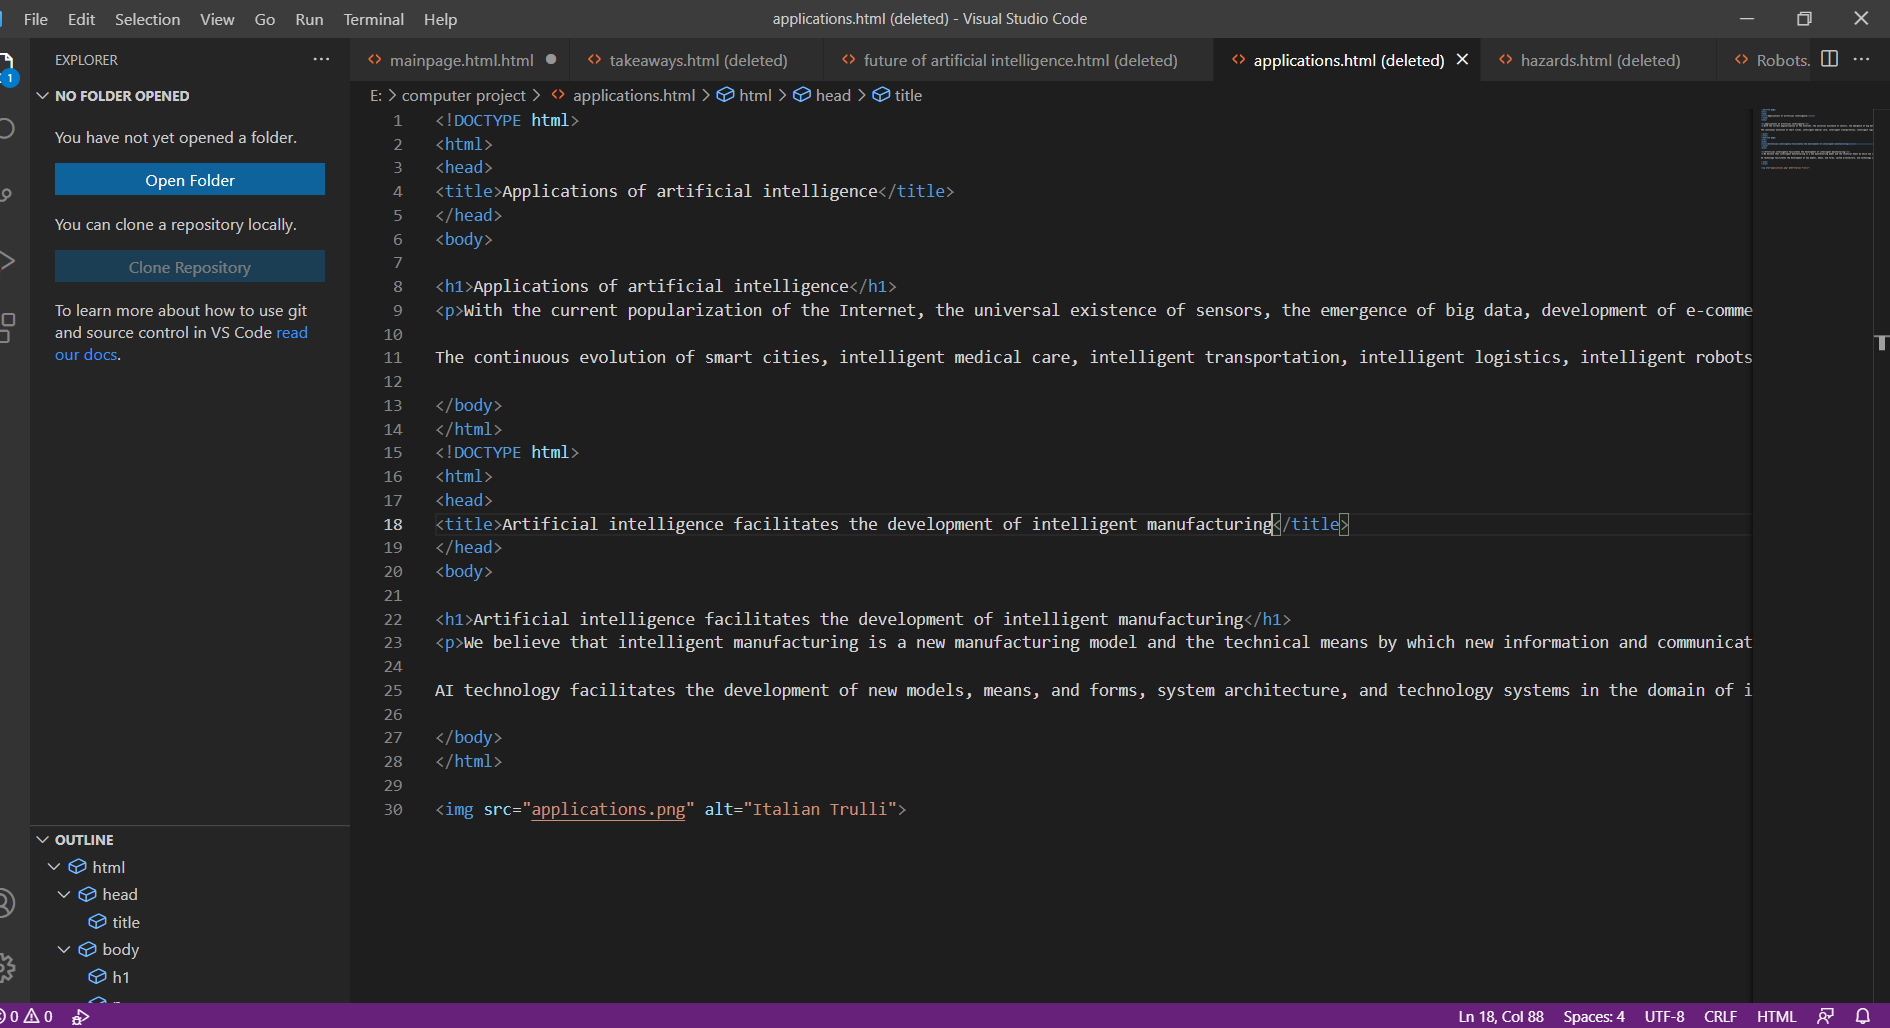 File Edit Selection View Go Run Terminal Help
applications.html (deleted) - Visual Studio Code
1
EXPLORER
NO FOLDER OPENED
You have not yet opened a folder.
Open Folder
You can clone a repository locally.
Clone Repository
To learn more about how to use git
and source control in VS Code read
our docs.
mainpage.html.html takeaways.html (deleted) future of artificial intelligence.html (deleted) applications.html (deleted) hazards.html (deleted) Robots.
E: > computer project > applications.html > html > head > title
1 <!DOCTYPE html>
2 <html>
3 <head>
4 <title>Applications of artificial intelligence</title>
5 </head>
6 <body>
7
8 <h1>Applications of artificial intelligence</h1>
9 <p>With the current popularization of the Internet, the universal existence of sensors, the emergence of big data, development of e-comme
10
11 The continuous evolution of smart cities, intelligent medical care, intelligent transportation, intelligent logistics, intelligent robots
12
13 </body>
14 </html>
15 <!DOCTYPE html>
16 <html>
17 <head>
18 <title>Artificial intelligence facilitates the development of intelligent manufacturing</title>
19 </head>
20 <body>
21
22 <h1>Artificial intelligence facilitates the development of intelligent manufacturing</h1>
23 <p>We believe that intelligent manufacturing is a new manufacturing model and the technical means by which new information and communicat
24
25 AI technology facilitates the development of new models, means, and forms, system architecture, and technology systems in the domain of i
26
27 </body>
28 </html>
29
30 <img src="applications.png" alt="Italian Trulli">
OUTLINE
html
head
title
body
h1
0 0
Ln 18, Col 88 Spaces: 4 UTF-8 CRLF HTML